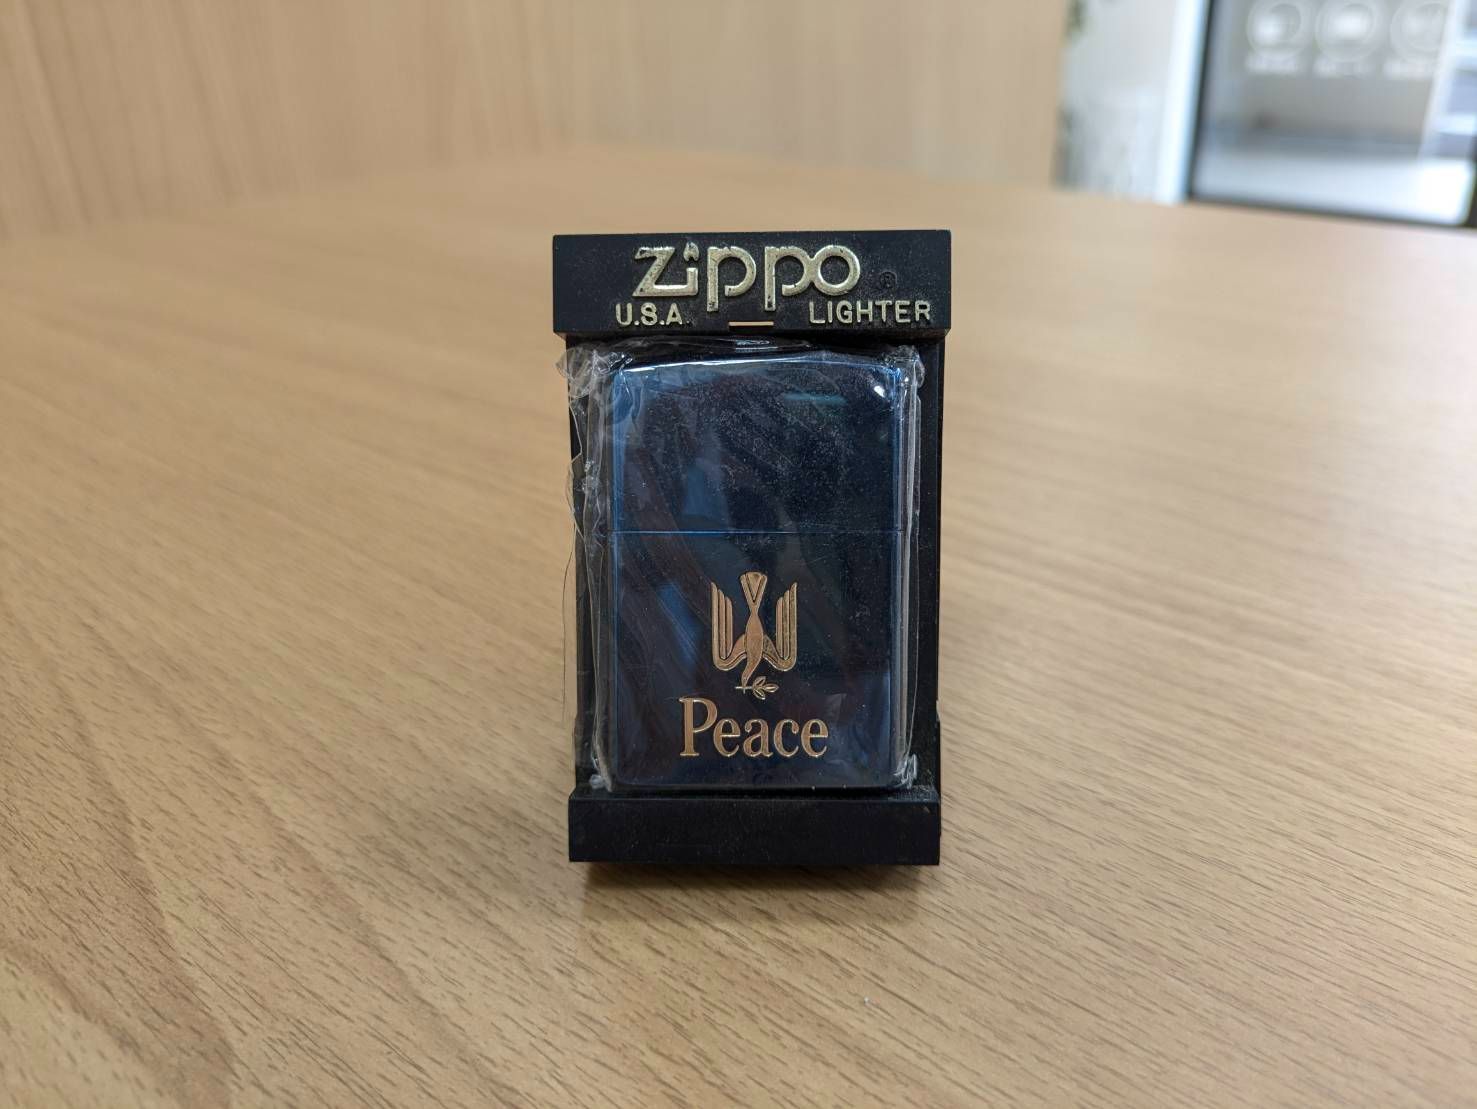 Zippo ®
U.S.A. LIGHTER
Peace